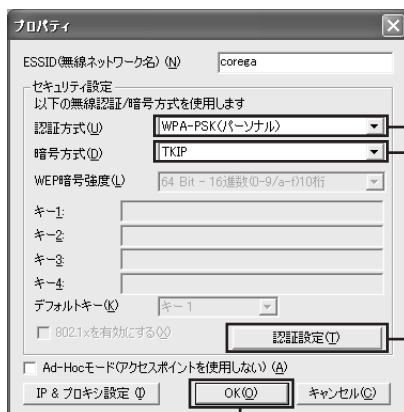 プロパティ
ESSID(無線ネットワーク名) (N) corega
セキュリティ設定
以下の無線認証/暗号方式を使用します
認証方式(U) WPA-PSK(パーソナル)
暗号方式(D) TKIP
WEP暗号強度(L) 64 Bit - 16進数(0-9/a-f)10桁
キー1:
キー2:
キー3:
キー4:
デフォルトキー(K) キー 1
802.1xを有効にする(X) 認証設定(T)
Ad-Hocモード(アクセスポイントを使用しない) (A)
IP & プロキシ設定 (I) OK(O) キャンセル(C)